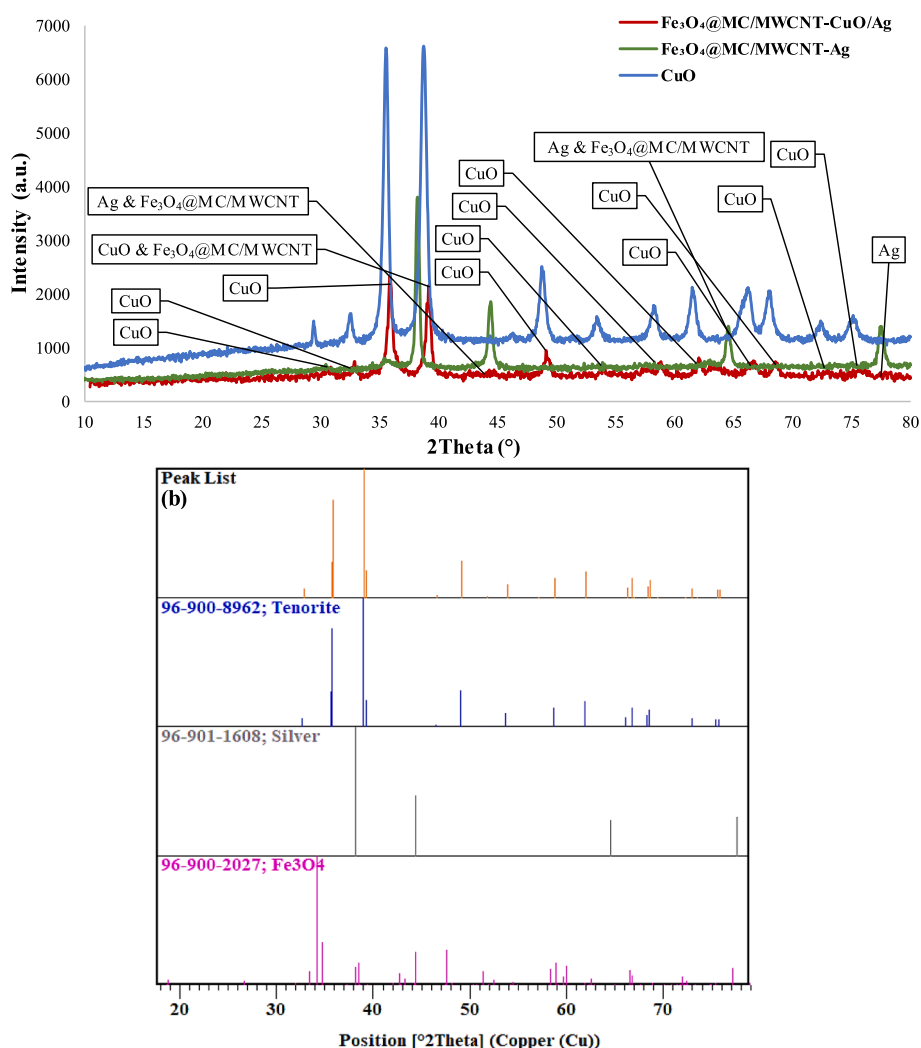 7000
6000
5000
4000
3000
2000
1000
0
Intensity (a.u.)
Fe₃O₄@MC/MWCNT-CuO/Ag
Fe₃O₄@MC/MWCNT-Ag
CuO
Ag & Fe₃O₄@MC/MWCNT
CuO
CuO
Ag & Fe₃O₄@MC/MWCNT
CuO
CuO
CuO
CuO & Fe₃O₄@MC/MWCNT
CuO
CuO
Ag
CuO
CuO
CuO
CuO
10 15 20 25 30 35 40 45 50 55 60 65 70 75 80
2Theta (°)
Peak List
(b)
96-900-8962; Tenorite
96-901-1608; Silver
96-900-2027; Fe3O4
20 30 40 50 60 70
Position [°2Theta] (Copper (Cu))